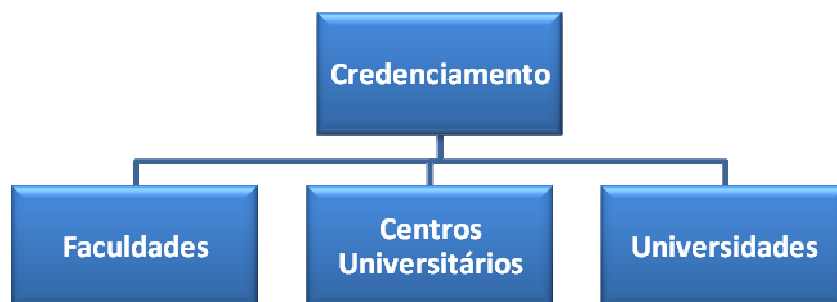 Credenciamento
Faculdades
Centros
Universitários
Universidades